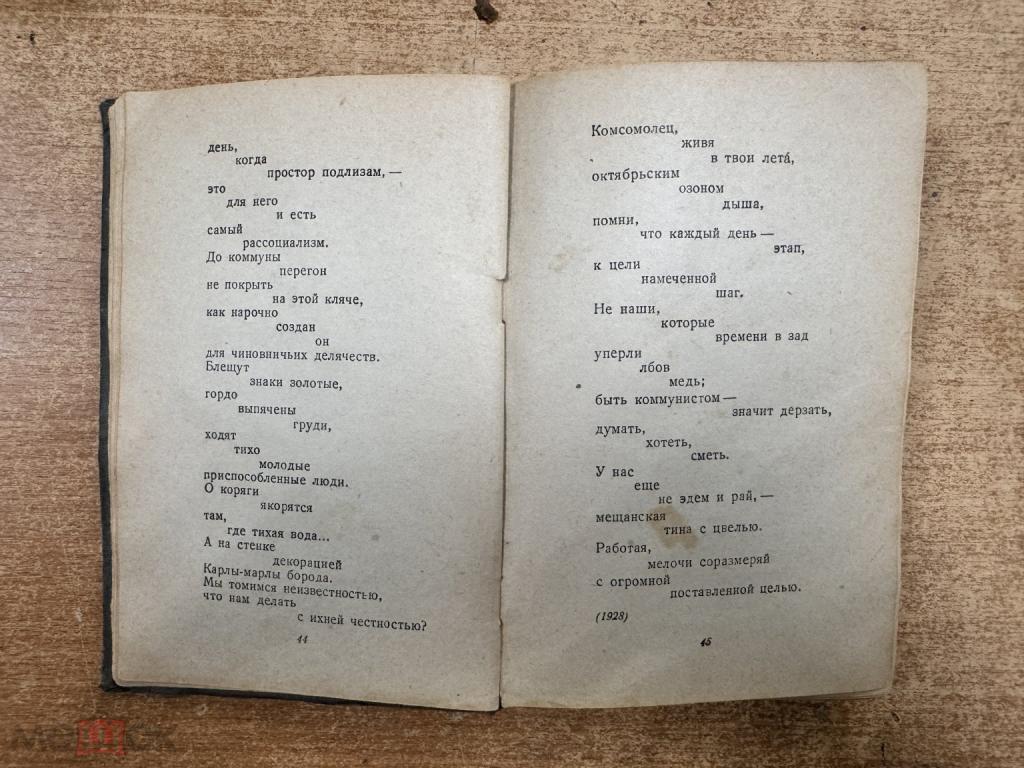 день,
когда
простор подлизам, —
это
для него
и есть
самый
рассоциализм.
До коммуны
перегон
не покрыть
на этой кляче,
как нарочно
создан
он
для чиновничьих делячеств.
Блещут
знаки золотые,
гордо
выпячены
груди,
ходят
тихо
молодые
приспособленные люди.
О коряги
якорятся
там,
где тихая вода...
А на стенке
декорацией
Карлы-марлы борода.
Мы томимся неизвестностью,
что нам делать
с ихней честностью?
44
Комсомолец,
живя
в твои лета́,
октябрьским
озоном
дыша,
помни,
что каждый день —
этап,
к цели
намеченной
шаг.
Не наши,
которые
времени в зад
уперли
лбов
медь;
быть коммунистом —
значит дерзать,
думать,
хотеть,
сметь.
У нас
еще
не эдем и рай, —
мещанская
тина с цвелью.
Работая,
мелочи соразмеряй
с огромной
поставленной целью.
(1928)
45
мешок